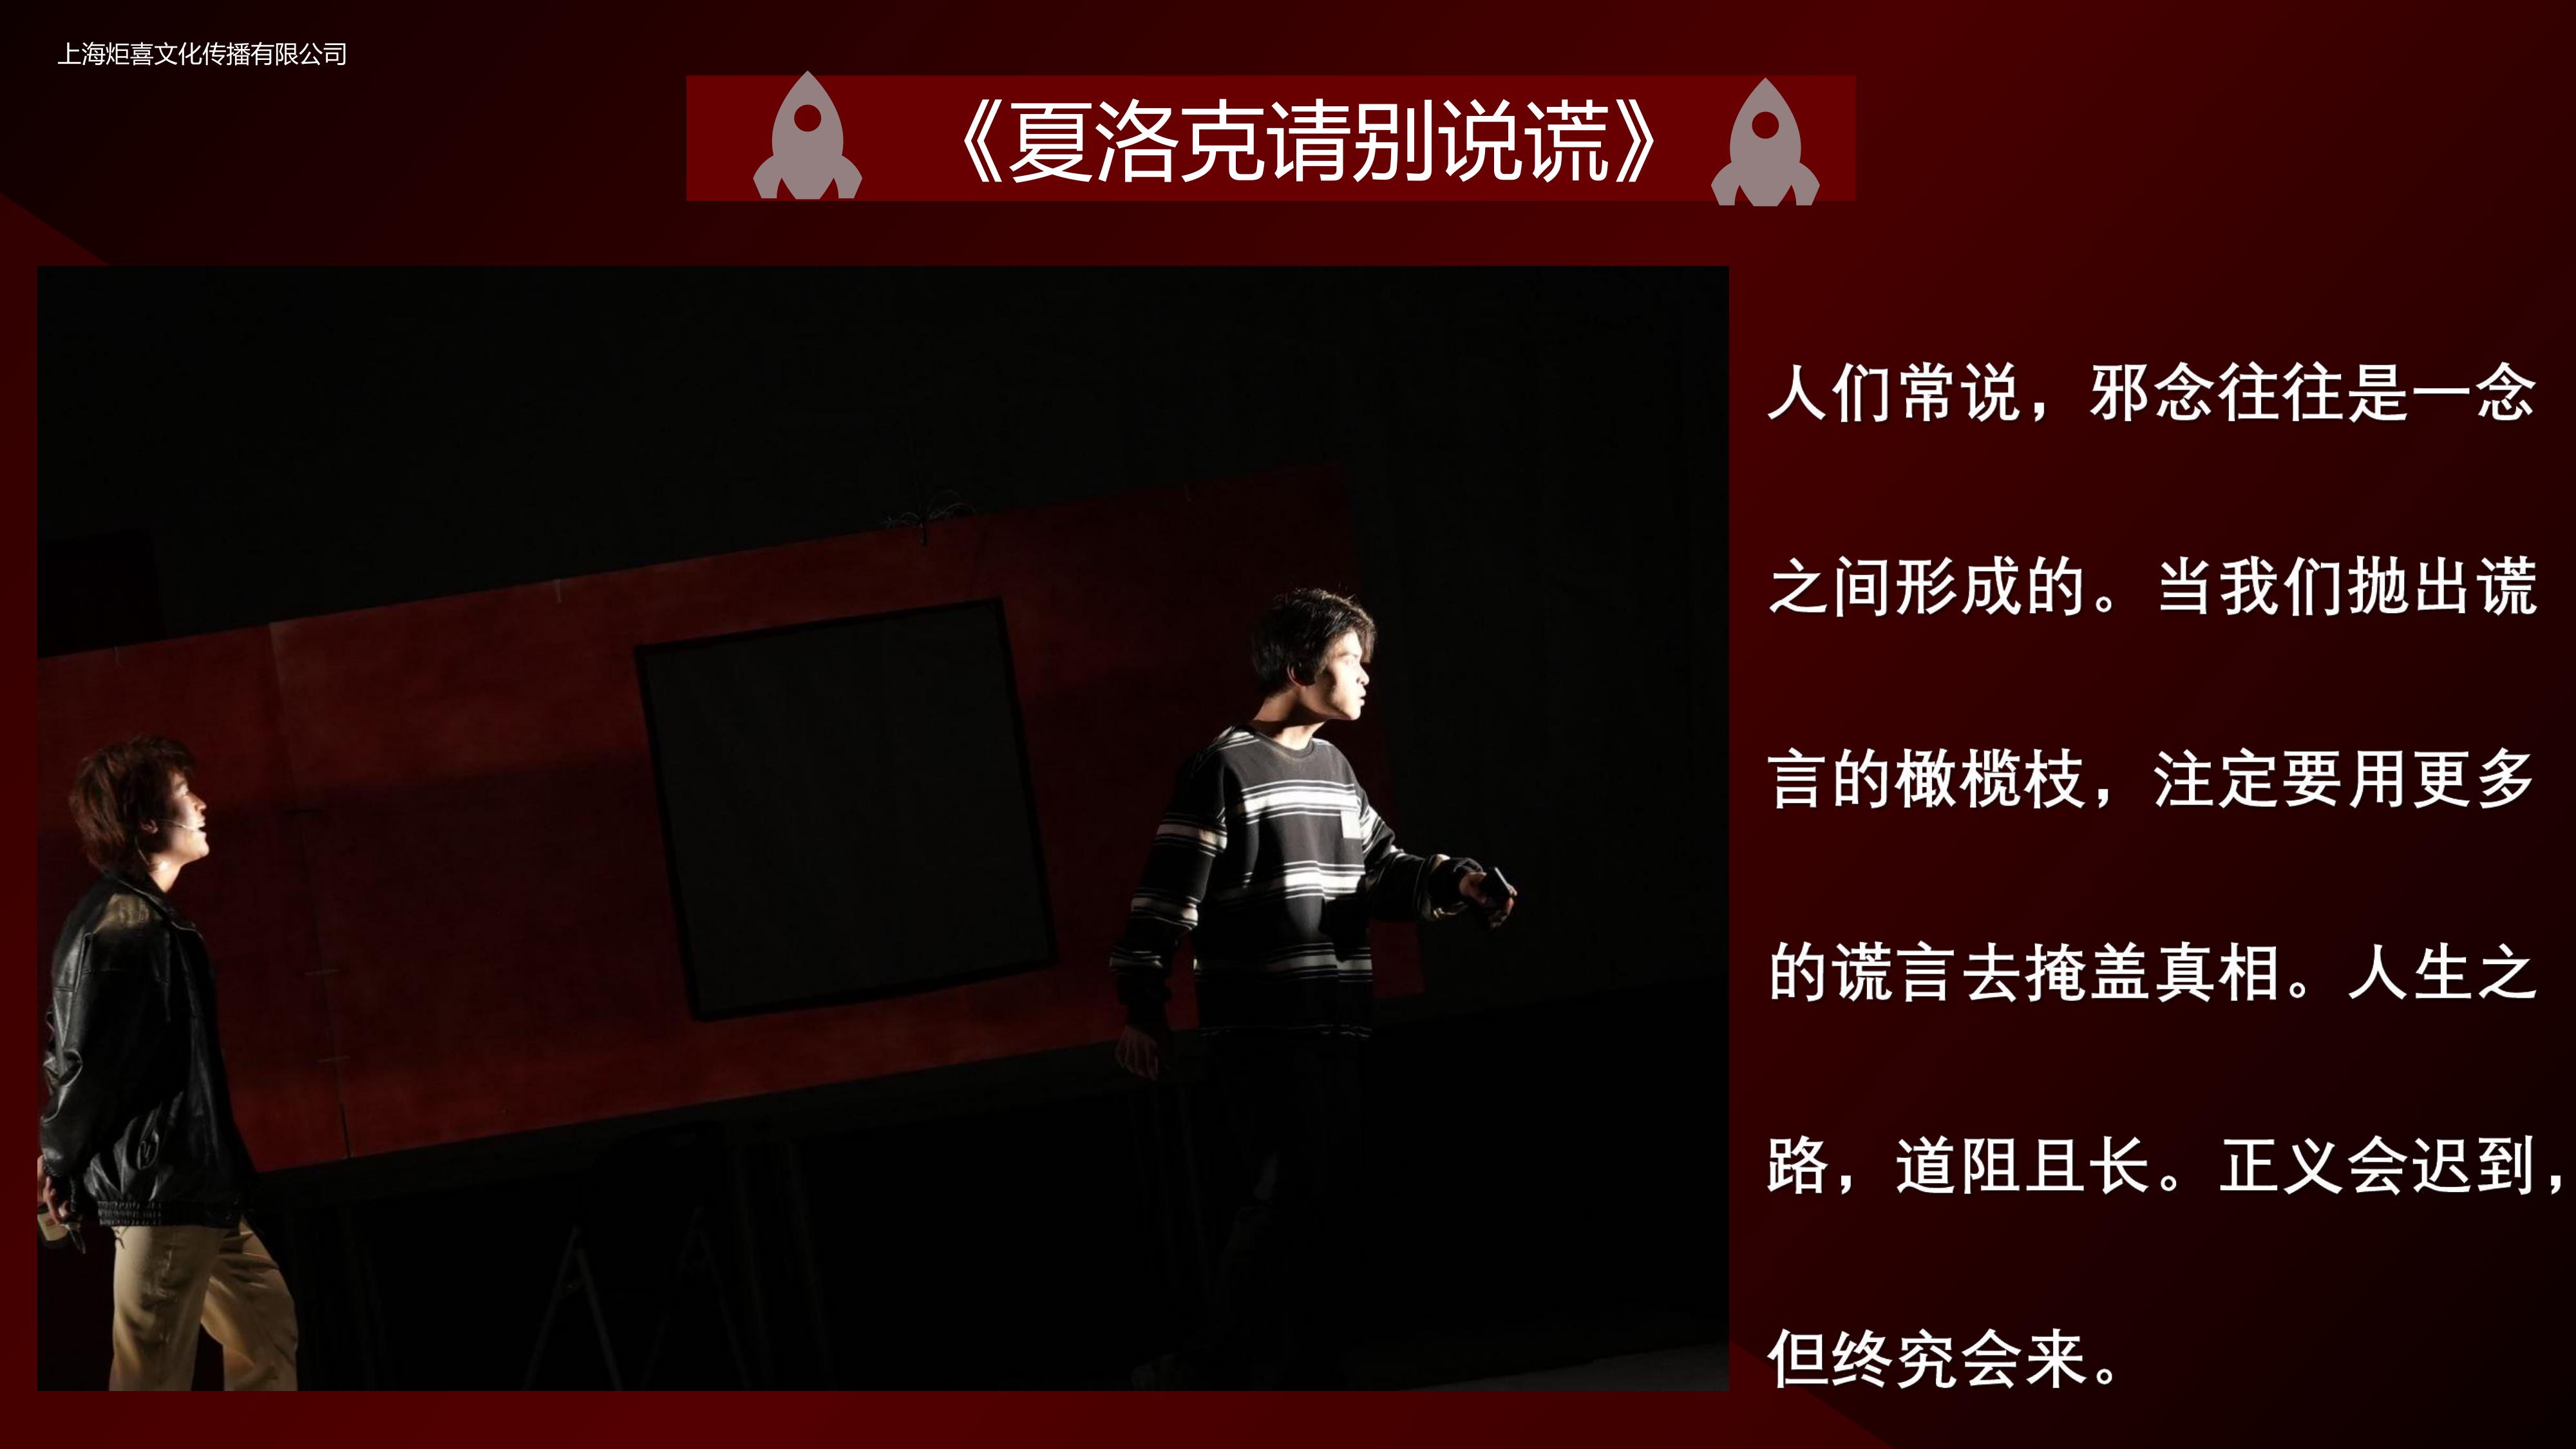 上海炬喜文化传播有限公司
《夏洛克请别说谎》
人们常说，邪念往往是一念
之间形成的。当我们抛出谎
言的橄榄枝，注定要用更多
的谎言去掩盖真相。人生之
路，道阻且长。正义会迟到，
但终究会来。